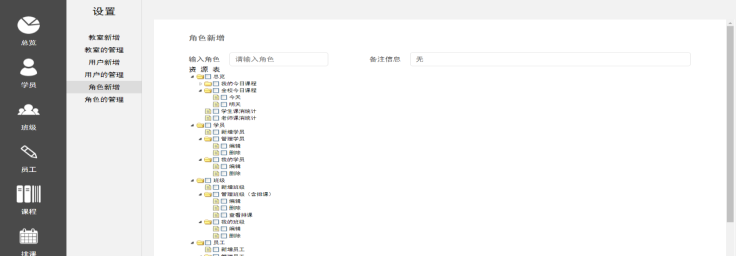 设置
总览
学员
班级
员工
课程
排课
教室新增
教室的管理
用户新增
用户的管理
角色新增
角色的管理
角色新增
输入角色 请输入角色 备注信息 无
资源表
总览
我的今日课程
全校今日课程
今天
明天
学生课消统计
老师课消统计
学员
新增学员
管理学员
编辑
删除
我的学员
编辑
删除
班级
新增班级
管理班级（含排课）
编辑
删除
查看排课
我的班级
编辑
删除
员工
新增员工
管理员工